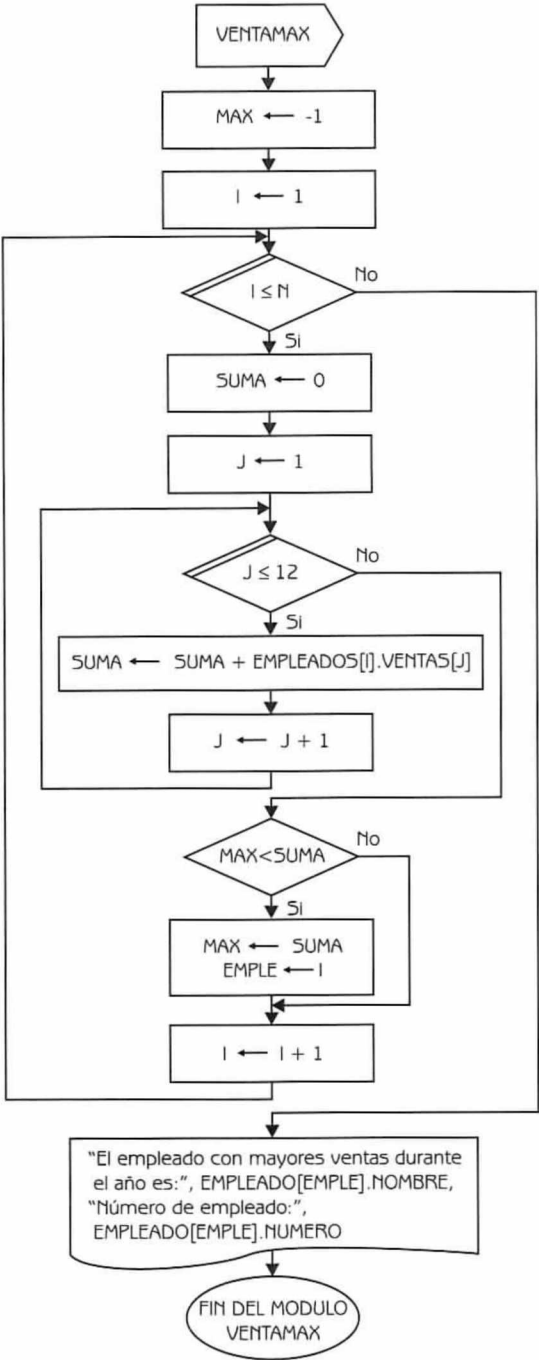 VENTAMAX
MAX ← -1
I ← 1
I ≤ N
No
Si
SUMA ← 0
J ← 1
J ≤ 12
No
Si
SUMA ← SUMA + EMPLEADOS[I].VENTAS[J]
J ← J + 1
MAX<SUMA
No
Si
MAX ← SUMA
EMPLE ← I
I ← I + 1
“El empleado con mayores ventas durante
el año es:”, EMPLEADO[EMPLE].NOMBRE,
“Número de empleado:”,
EMPLEADO[EMPLE].NUMERO
FIN DEL MODULO
VENTAMAX